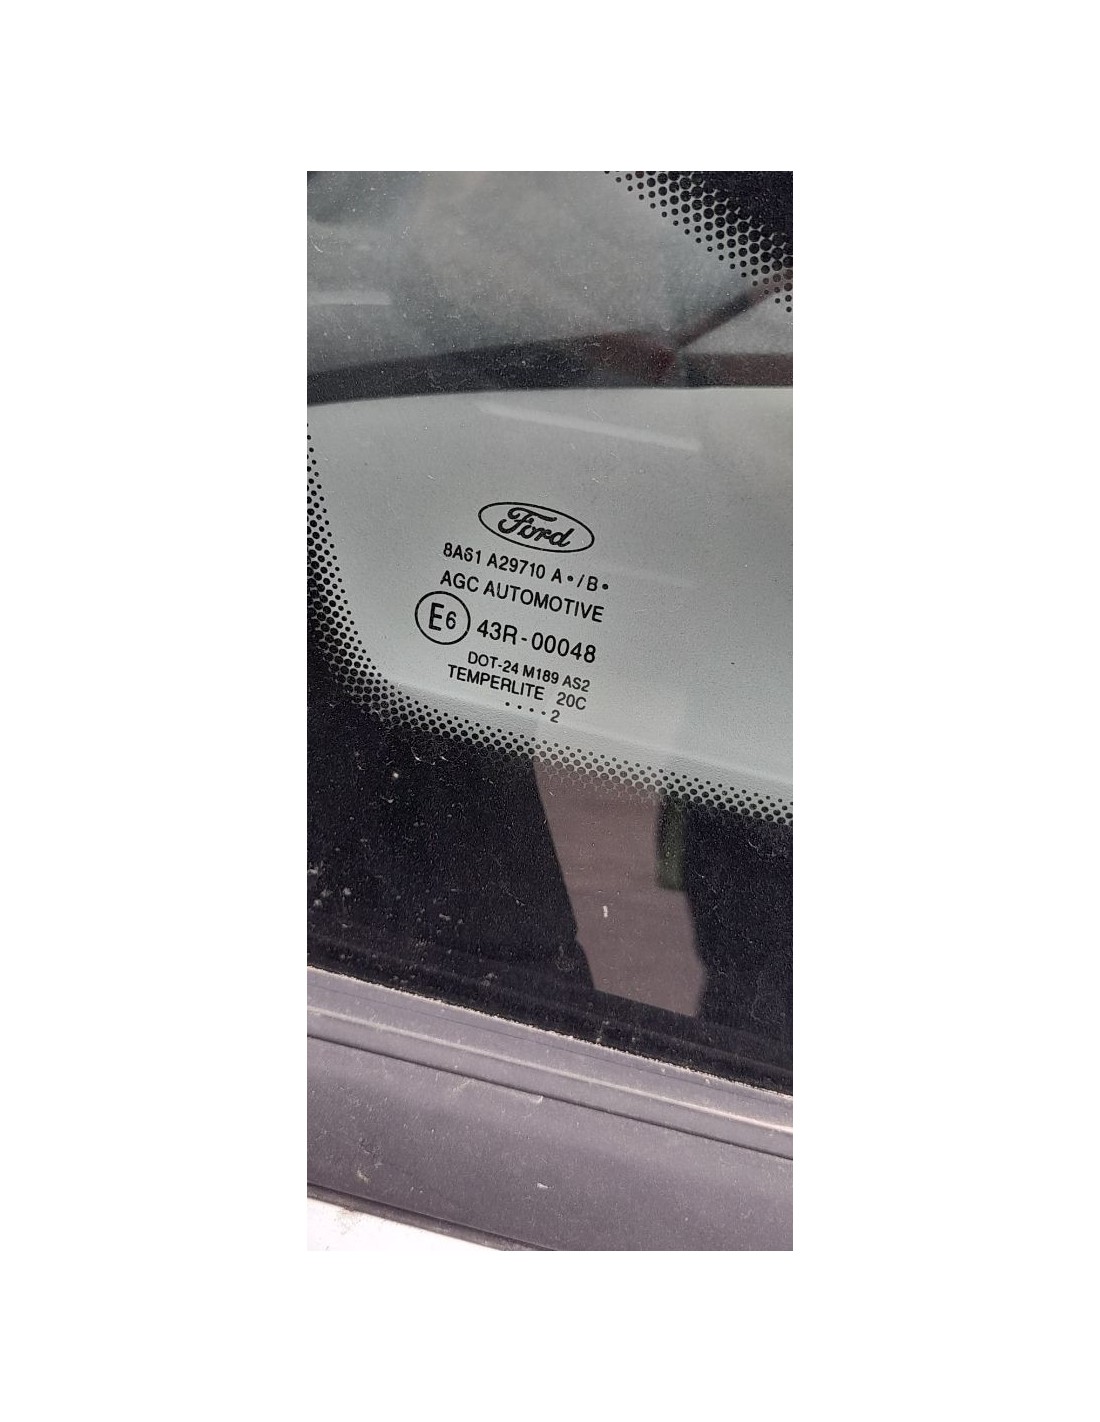 Ford
8A61 A29710 A•/B•
AGC AUTOMOTIVE
E6 43R-00048
DOT-24 M189 AS2
TEMPERLITE 20C
....2